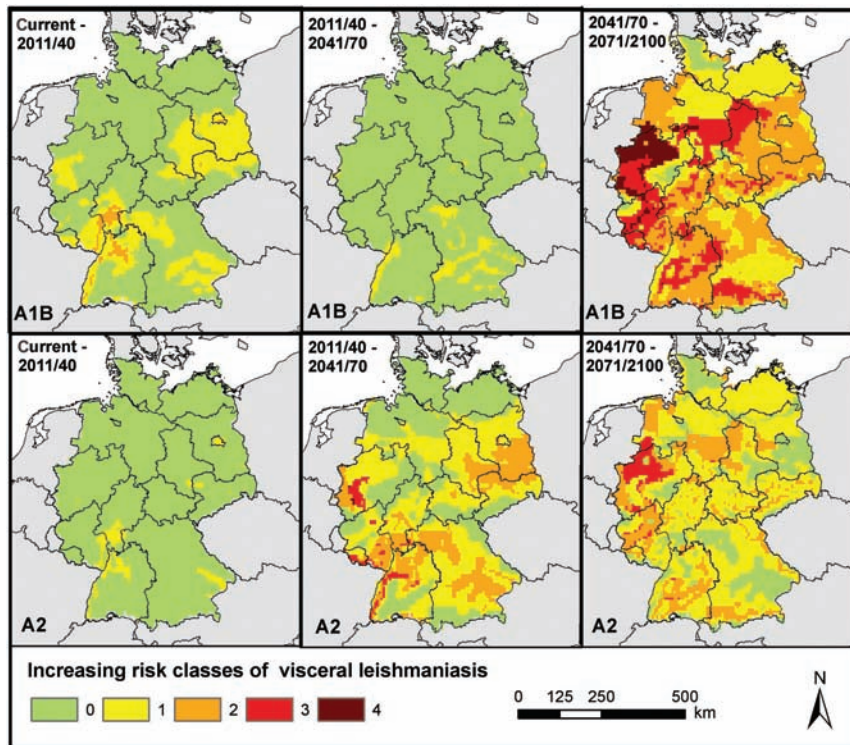 Current -
2011/40
A1B
2011/40 -
2041/70
A1B
2041/70 -
2071/2100
A1B
Current -
2011/40
A2
2011/40 -
2041/70
A2
2041/70 -
2071/2100
A2
Increasing risk classes of visceral leishmaniasis
0 1 2 3 4
0 125 250 500
km
N